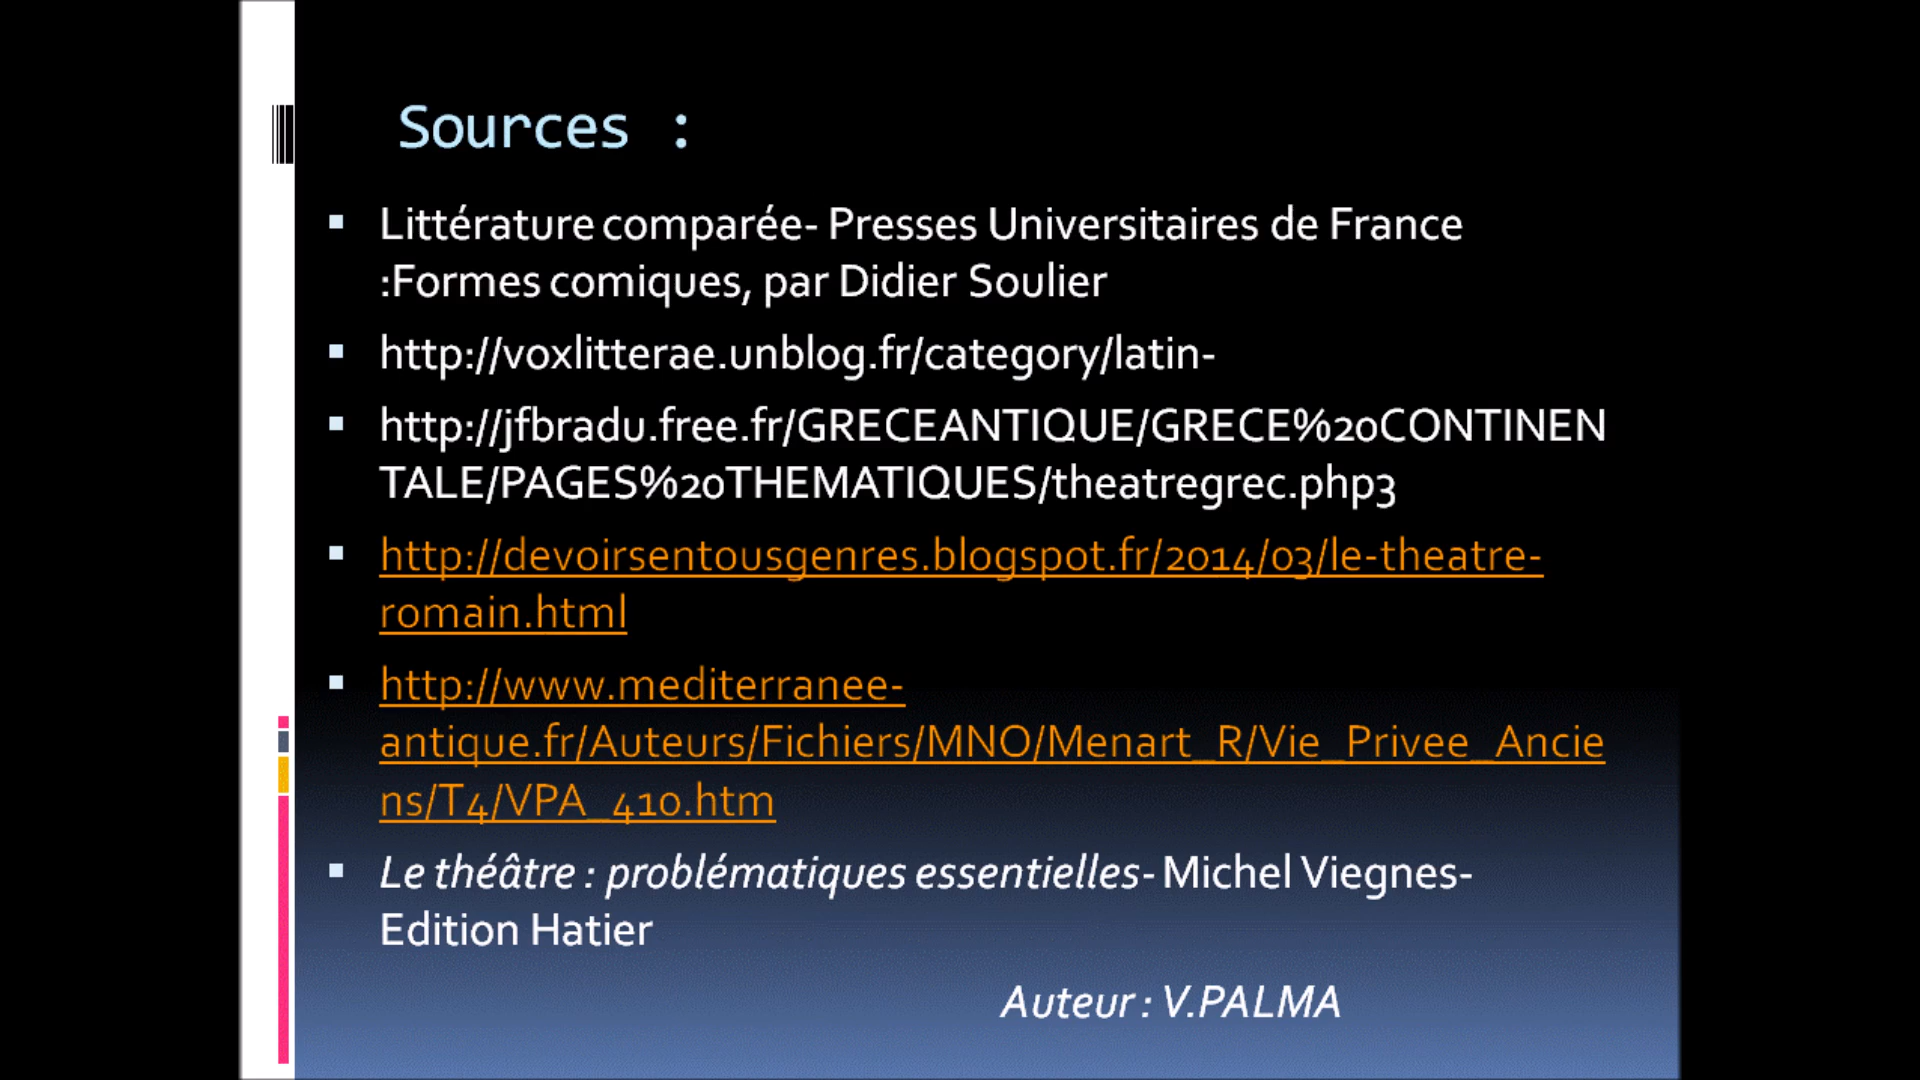 Sources :
Littérature comparée- Presses Universitaires de France
:Formes comiques, par Didier Soulier
http://voxlitterae.unblog.fr/category/latin-
http://jfbradu.free.fr/GRECEANTIQUE/GRECE%20CONTINEN
TALE/PAGES%20THEMATIQUES/theatregrec.php3
http://devoirsentousgenres.blogspot.fr/2014/03/le-theatre-
romain.html
http://www.mediterranee-
antique.fr/Auteurs/Fichiers/MNO/Menart_R/Vie_Privee_Ancie
ns/T4/VPA_410.htm
Le théâtre : problématiques essentielles- Michel Viegnes-
Edition Hatier
Auteur : V.PALMA